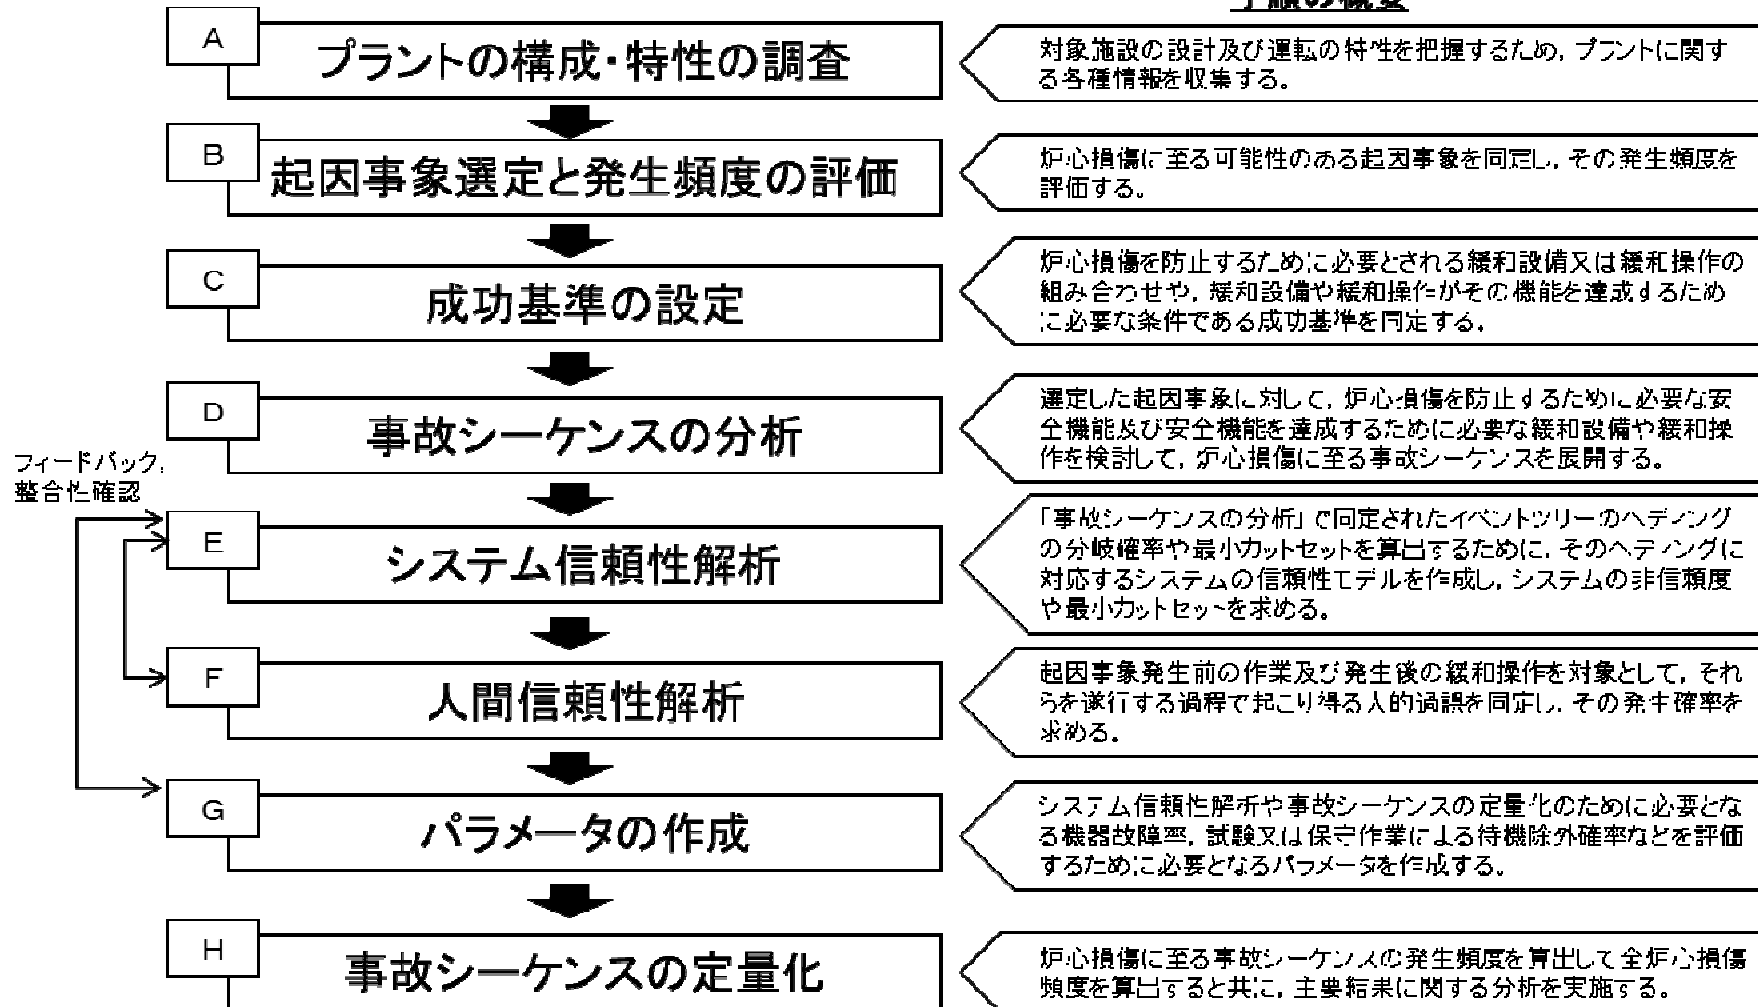 手順の概要
A
プラントの構成・特性の調査
対象施設の設計及び運転の特性を把握するため，プラントに関す
る各種情報を収集する。
B
起因事象選定と発生頻度の評価
炉心損傷に至る可能性のある起因事象を同定し，その発生頻度を
評価する。
C
成功基準の設定
炉心損傷を防止するために必要とされる緩和設備又は緩和操作の
組み合わせや，緩和設備や緩和操作がその機能を達成するため
に必要な条件である成功基準を同定する。
D
事故シーケンスの分析
選定した起因事象に対して，炉心損傷を防止するために必要な安
全機能及び安全機能を達成するために必要な緩和設備や緩和操
作を検討して，炉心損傷に至る事故シーケンスを展開する。
フィードバック，
整合性確認
E
システム信頼性解析
「事故シーケンスの分析」で同定されたイベントツリーのヘディング
の分岐確率や最小カットセットを算出するために，そのヘディングに
対応するシステムの信頼性モデルを作成し，システムの非信頼度
や最小カットセットを求める。
F
人間信頼性解析
起因事象発生前の作業及び発生後の緩和操作を対象として，それ
らを遂行する過程で起こり得る人的過誤を同定し，その発生確率を
求める。
G
パラメータの作成
システム信頼性解析や事故シーケンスの定量化のために必要とな
る機器故障率，試験又は保守作業による待機除外確率などを評価
するために必要となるパラメータを作成する。
H
事故シーケンスの定量化
炉心損傷に至る事故シーケンスの発生頻度を算出して全炉心損傷
頻度を算出すると共に，主要結果に関する分析を実施する。